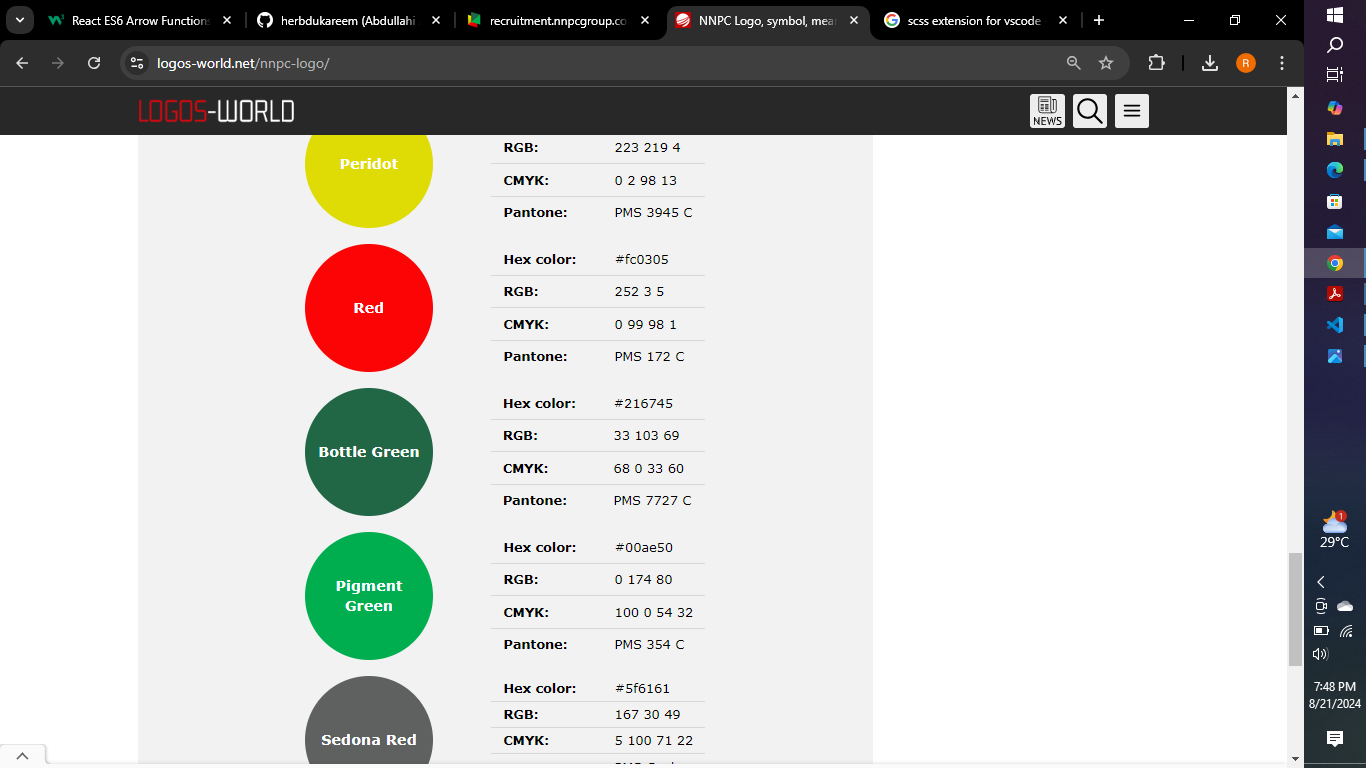 React ES6 Arrow Functions
herbdukareem (Abdullahi
recruitment.nnpcgroup.co
NNPC Logo, symbol, mear
scss extension for vscode
logos-world.net/nnpc-logo/
R
LOGOS-WORLD
NEWS
Peridot
RGB: 223 219 4
CMYK: 0 2 98 13
Pantone: PMS 3945 C
Red
Hex color: #fc0305
RGB: 252 3 5
CMYK: 0 99 98 1
Pantone: PMS 172 C
Bottle Green
Hex color: #216745
RGB: 33 103 69
CMYK: 68 0 33 60
Pantone: PMS 7727 C
Pigment
Green
Hex color: #00ae50
RGB: 0 174 80
CMYK: 100 0 54 32
Pantone: PMS 354 C
Sedona Red
Hex color: #5f6161
RGB: 167 30 49
CMYK: 5 100 71 22
1
29°C
7:48 PM
8/21/2024